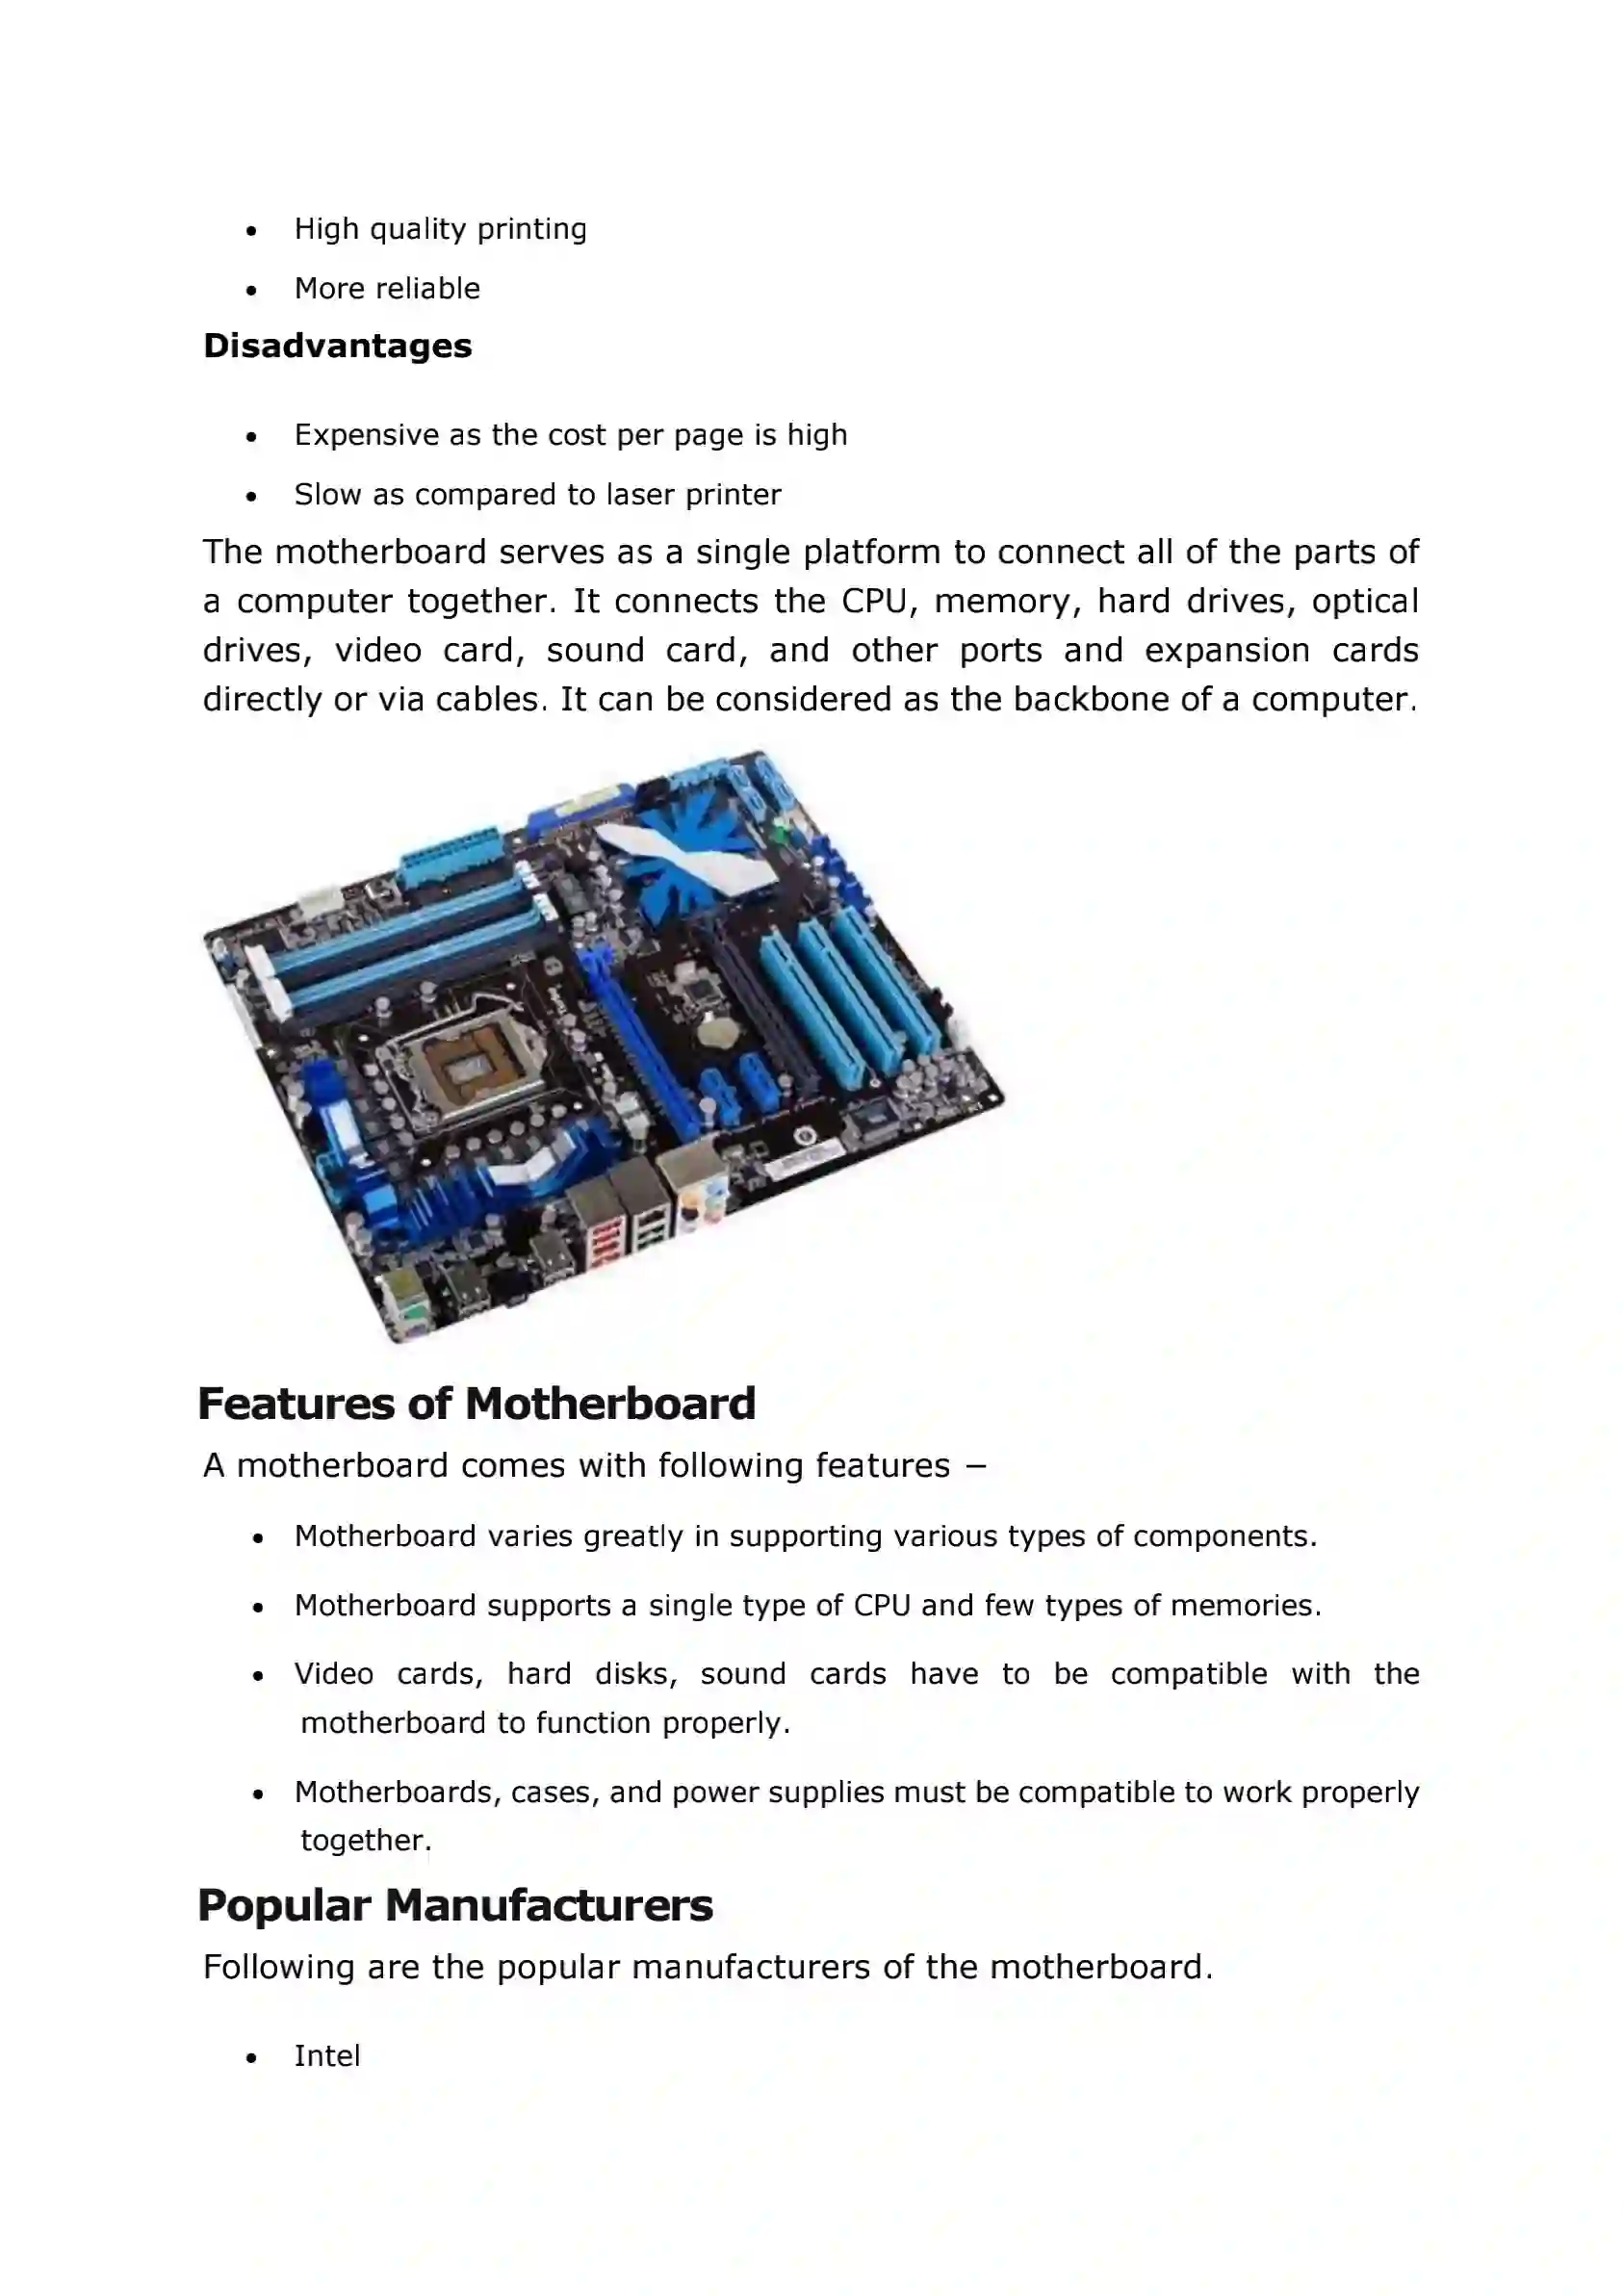 • High quality printing
• More reliable
Disadvantages
• Expensive as the cost per page is high
• Slow as compared to laser printer
The motherboard serves as a single platform to connect all of the parts of
a computer together. It connects the CPU, memory, hard drives, optical
drives, video card, sound card, and other ports and expansion cards
directly or via cables. It can be considered as the backbone of a computer.
Features of Motherboard
A motherboard comes with following features −
• Motherboard varies greatly in supporting various types of components.
• Motherboard supports a single type of CPU and few types of memories.
• Video cards, hard disks, sound cards have to be compatible with the
motherboard to function properly.
• Motherboards, cases, and power supplies must be compatible to work properly
together.
Popular Manufacturers
Following are the popular manufacturers of the motherboard.
• Intel